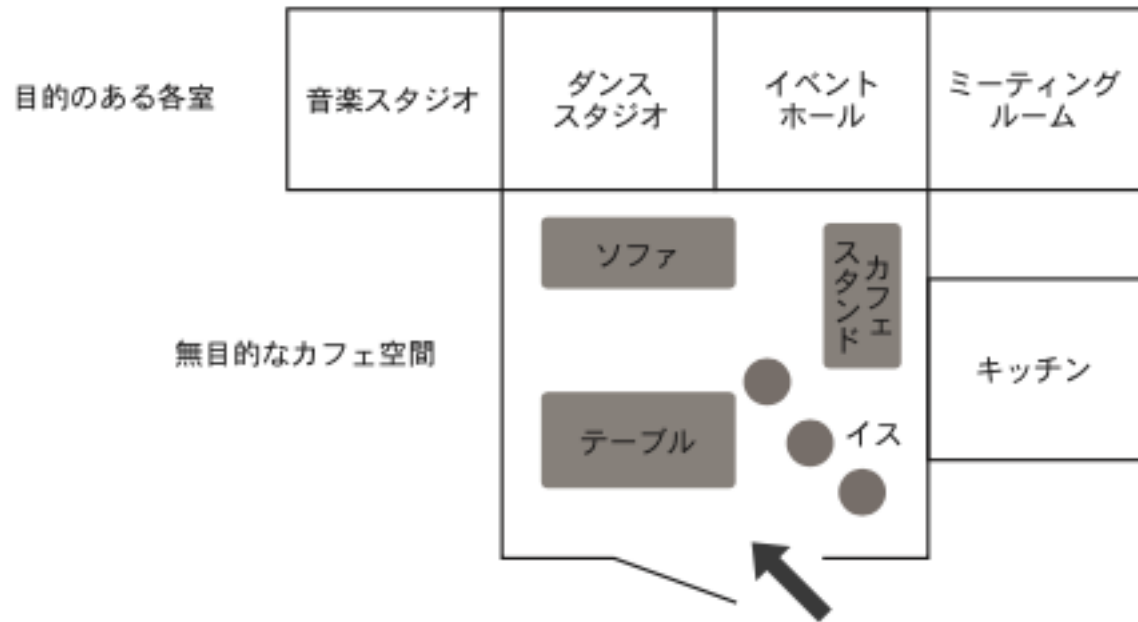 目的のある各室
音楽スタジオ
ダンス
スタジオ
イベント
ホール
ミーティング
ルーム
ソファ
カフェ
スタンド
無目的なカフェ空間
キッチン
テーブル
イス